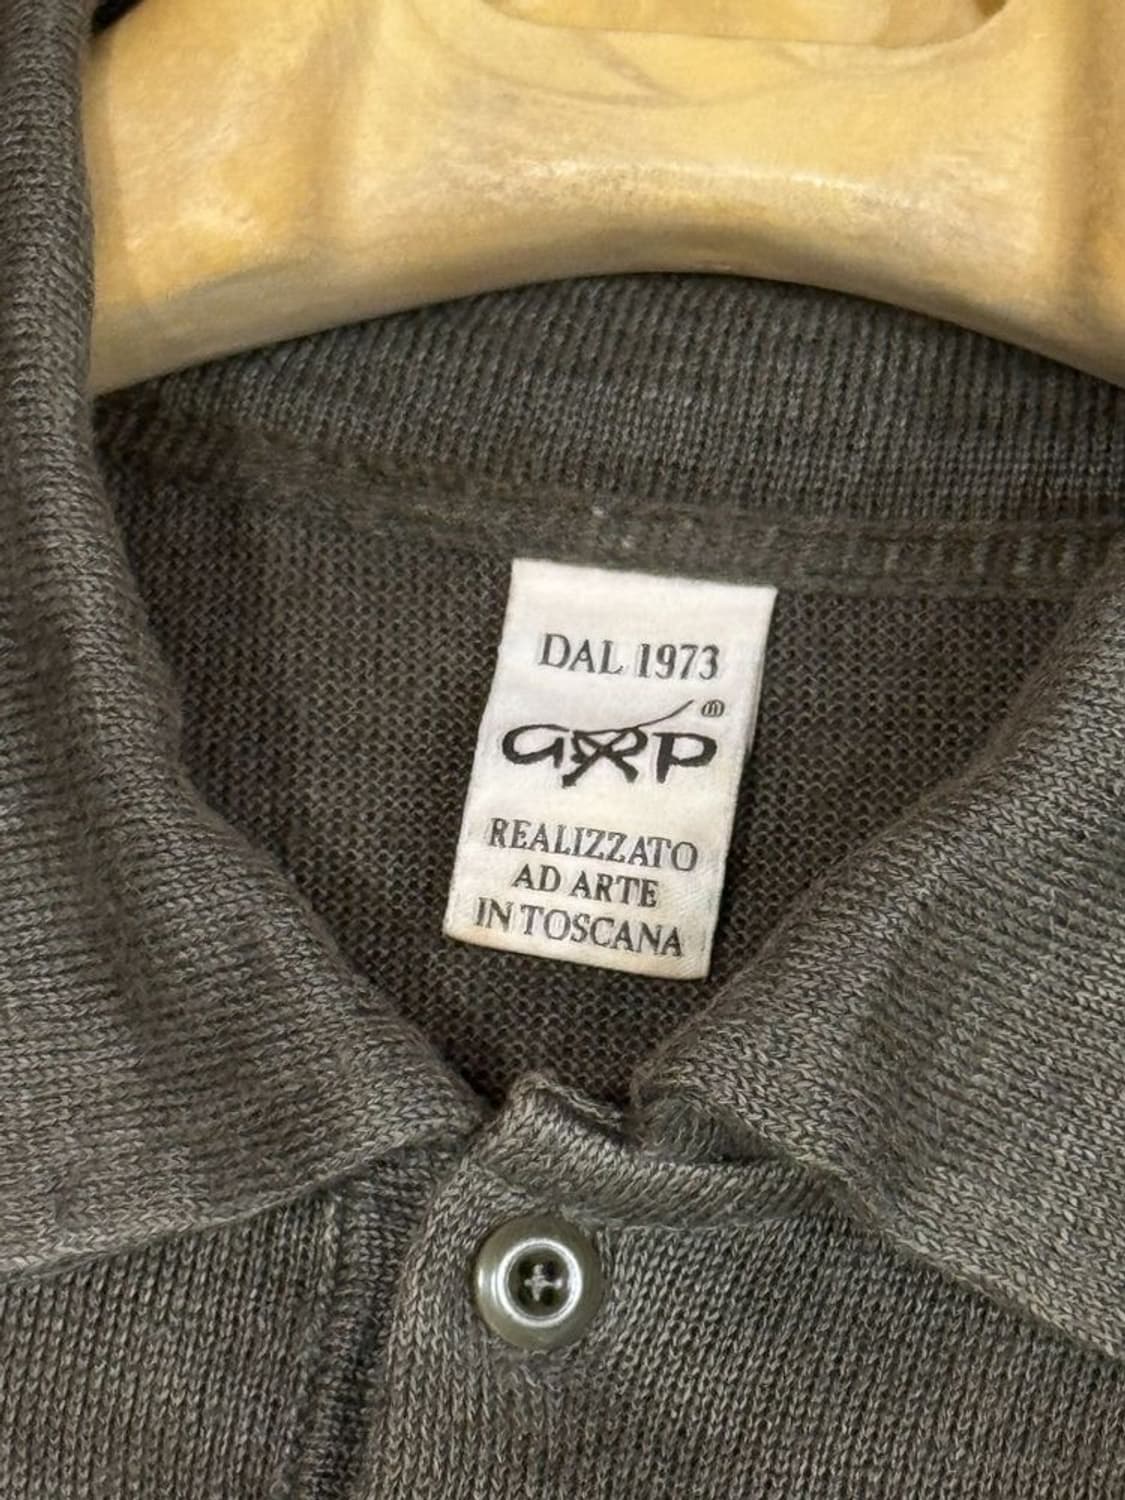 DAL 1973
GRP
REALIZZATO
AD ARTE
IN TOSCANA